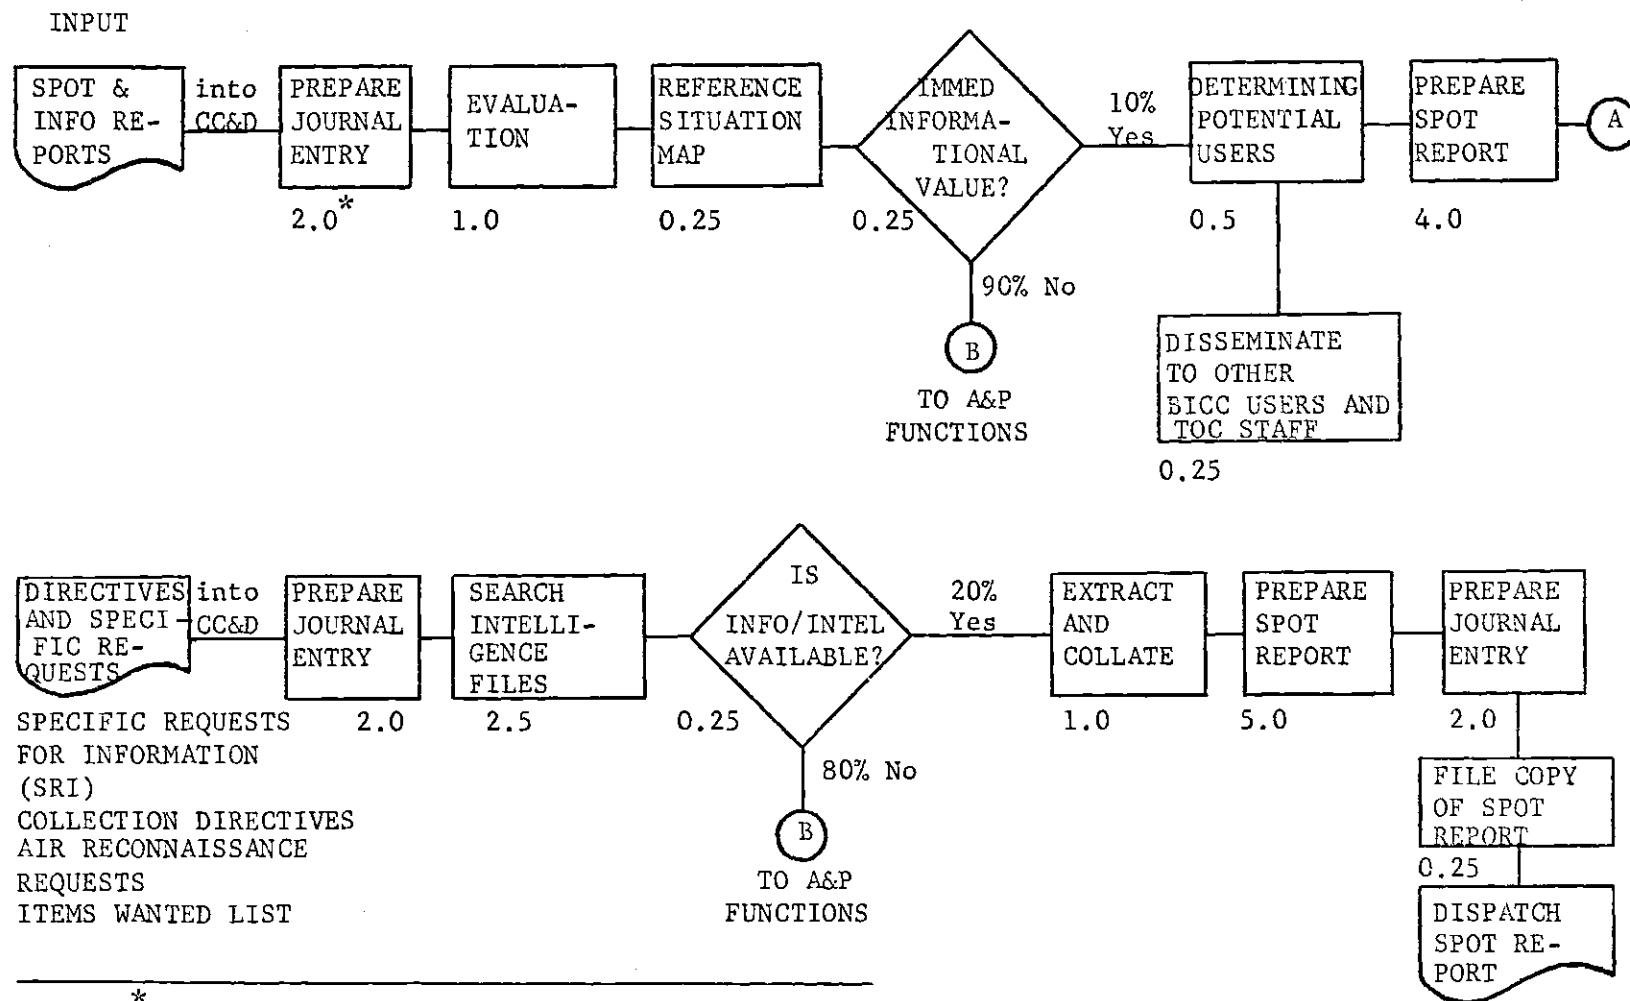 INPUT
SPOT &
INFO RE-
PORTS
into
CC&D
PREPARE
JOURNAL
ENTRY
2.0*
EVALUA-
TION
1.0
REFERENCE
SITUATION
MAP
0.25
IMMED
INFORMA-
TIONAL
VALUE?
0.25
10%
Yes
90% No
B
TO A&P
FUNCTIONS
DETERMINING
POTENTIAL
USERS
0.5
DISSEMINATE
TO OTHER
BICC USERS AND
TOC STAFF
0.25
PREPARE
SPOT
REPORT
4.0
A
DIRECTIVES
AND SPECI-
FIC RE-
QUESTS
into
CC&D
SPECIFIC REQUESTS
FOR INFORMATION
(SRI)
COLLECTION DIRECTIVES
AIR RECONNAISSANCE
REQUESTS
ITEMS WANTED LIST
PREPARE
JOURNAL
ENTRY
2.0
SEARCH
INTELLI-
GENCE
FILES
2.5
IS
INFO/INTEL
AVAILABLE?
0.25
20%
Yes
80% No
B
TO A&P
FUNCTIONS
EXTRACT
AND
COLLATE
1.0
PREPARE
SPOT
REPORT
5.0
PREPARE
JOURNAL
ENTRY
2.0
FILE COPY
OF SPOT
REPORT
0.25
DISPATCH
SPOT RE-
PORT
*